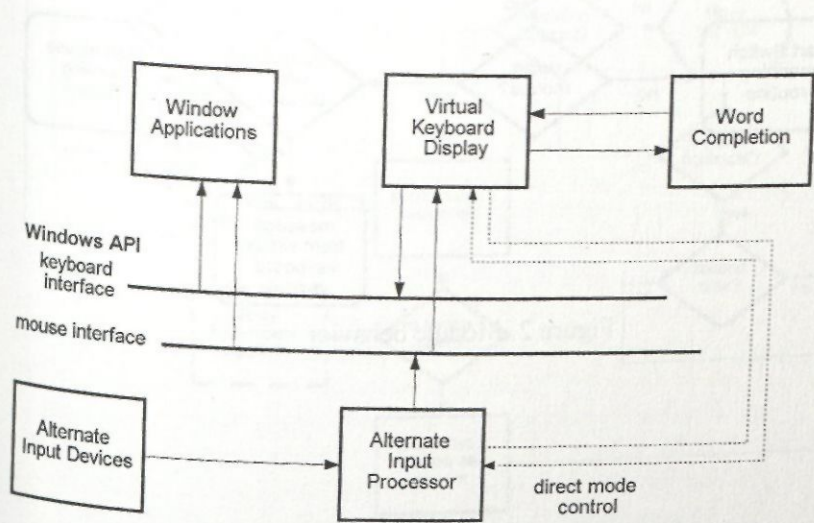 Window
Applications
Virtual
Keyboard
Display
Word
Completion
Windows API
keyboard
interface
mouse interface
Alternate
Input Devices
Alternate
Input
Processor
direct mode
control